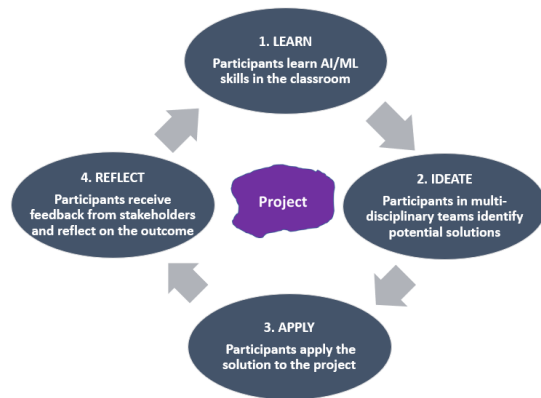 1. LEARN
Participants learn AI/ML
skills in the classroom
2. IDEATE
Participants in multi-
disciplinary teams identify
potential solutions
3. APPLY
Participants apply the
solution to the project
4. REFLECT
Participants receive
feedback from stakeholders
and reflect on the outcome
Project